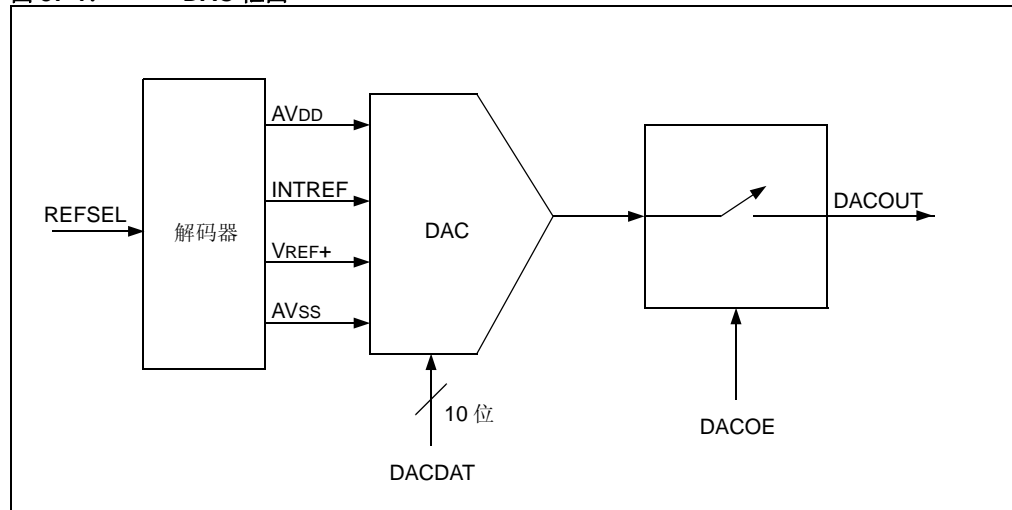 AVDD
INTREF
REFSEL
解码器
VREF+
AVSS
DAC
DACOUT
10 位
DACDAT
DACOE